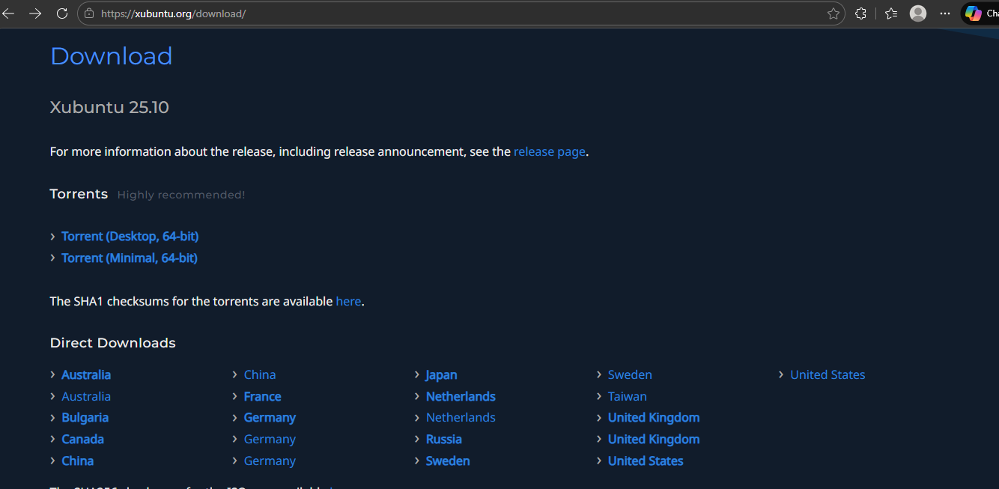 https://xubuntu.org/download/
Download
Xubuntu 25.10
For more information about the release, including release announcement, see the release page.
Torrents Highly recommended!
› Torrent (Desktop, 64-bit)
› Torrent (Minimal, 64-bit)
The SHA1 checksums for the torrents are available here.
Direct Downloads
› Australia › China › Japan › Sweden › United States
› Australia › France › Netherlands › Taiwan
› Bulgaria › Germany › Netherlands › United Kingdom
› Canada › Germany › Russia › United Kingdom
› China › Germany › Sweden › United States